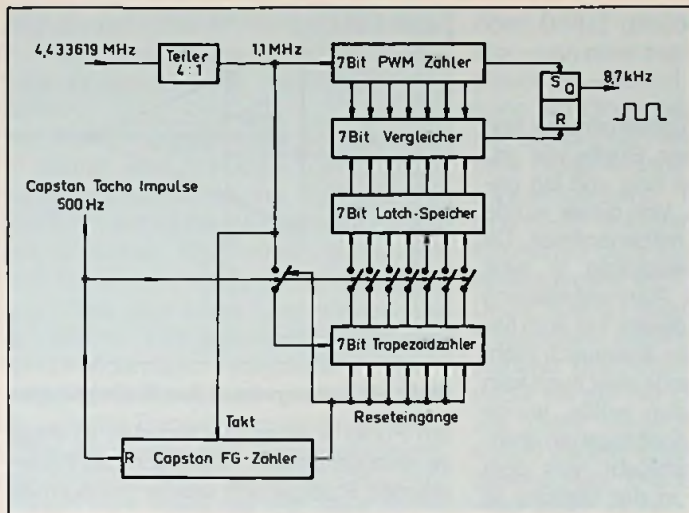 4,433619 MHz
Teiler
4:1
1,1 MHz
7Bit PWM Zähler
S
Q
R
8,7kHz
7Bit Vergleicher
7Bit Latch-Speicher
Capstan Tacho Impulse
500 Hz
7Bit Trapezoidzahler
Reseteingänge
Takt
R
Capstan FG-Zähler